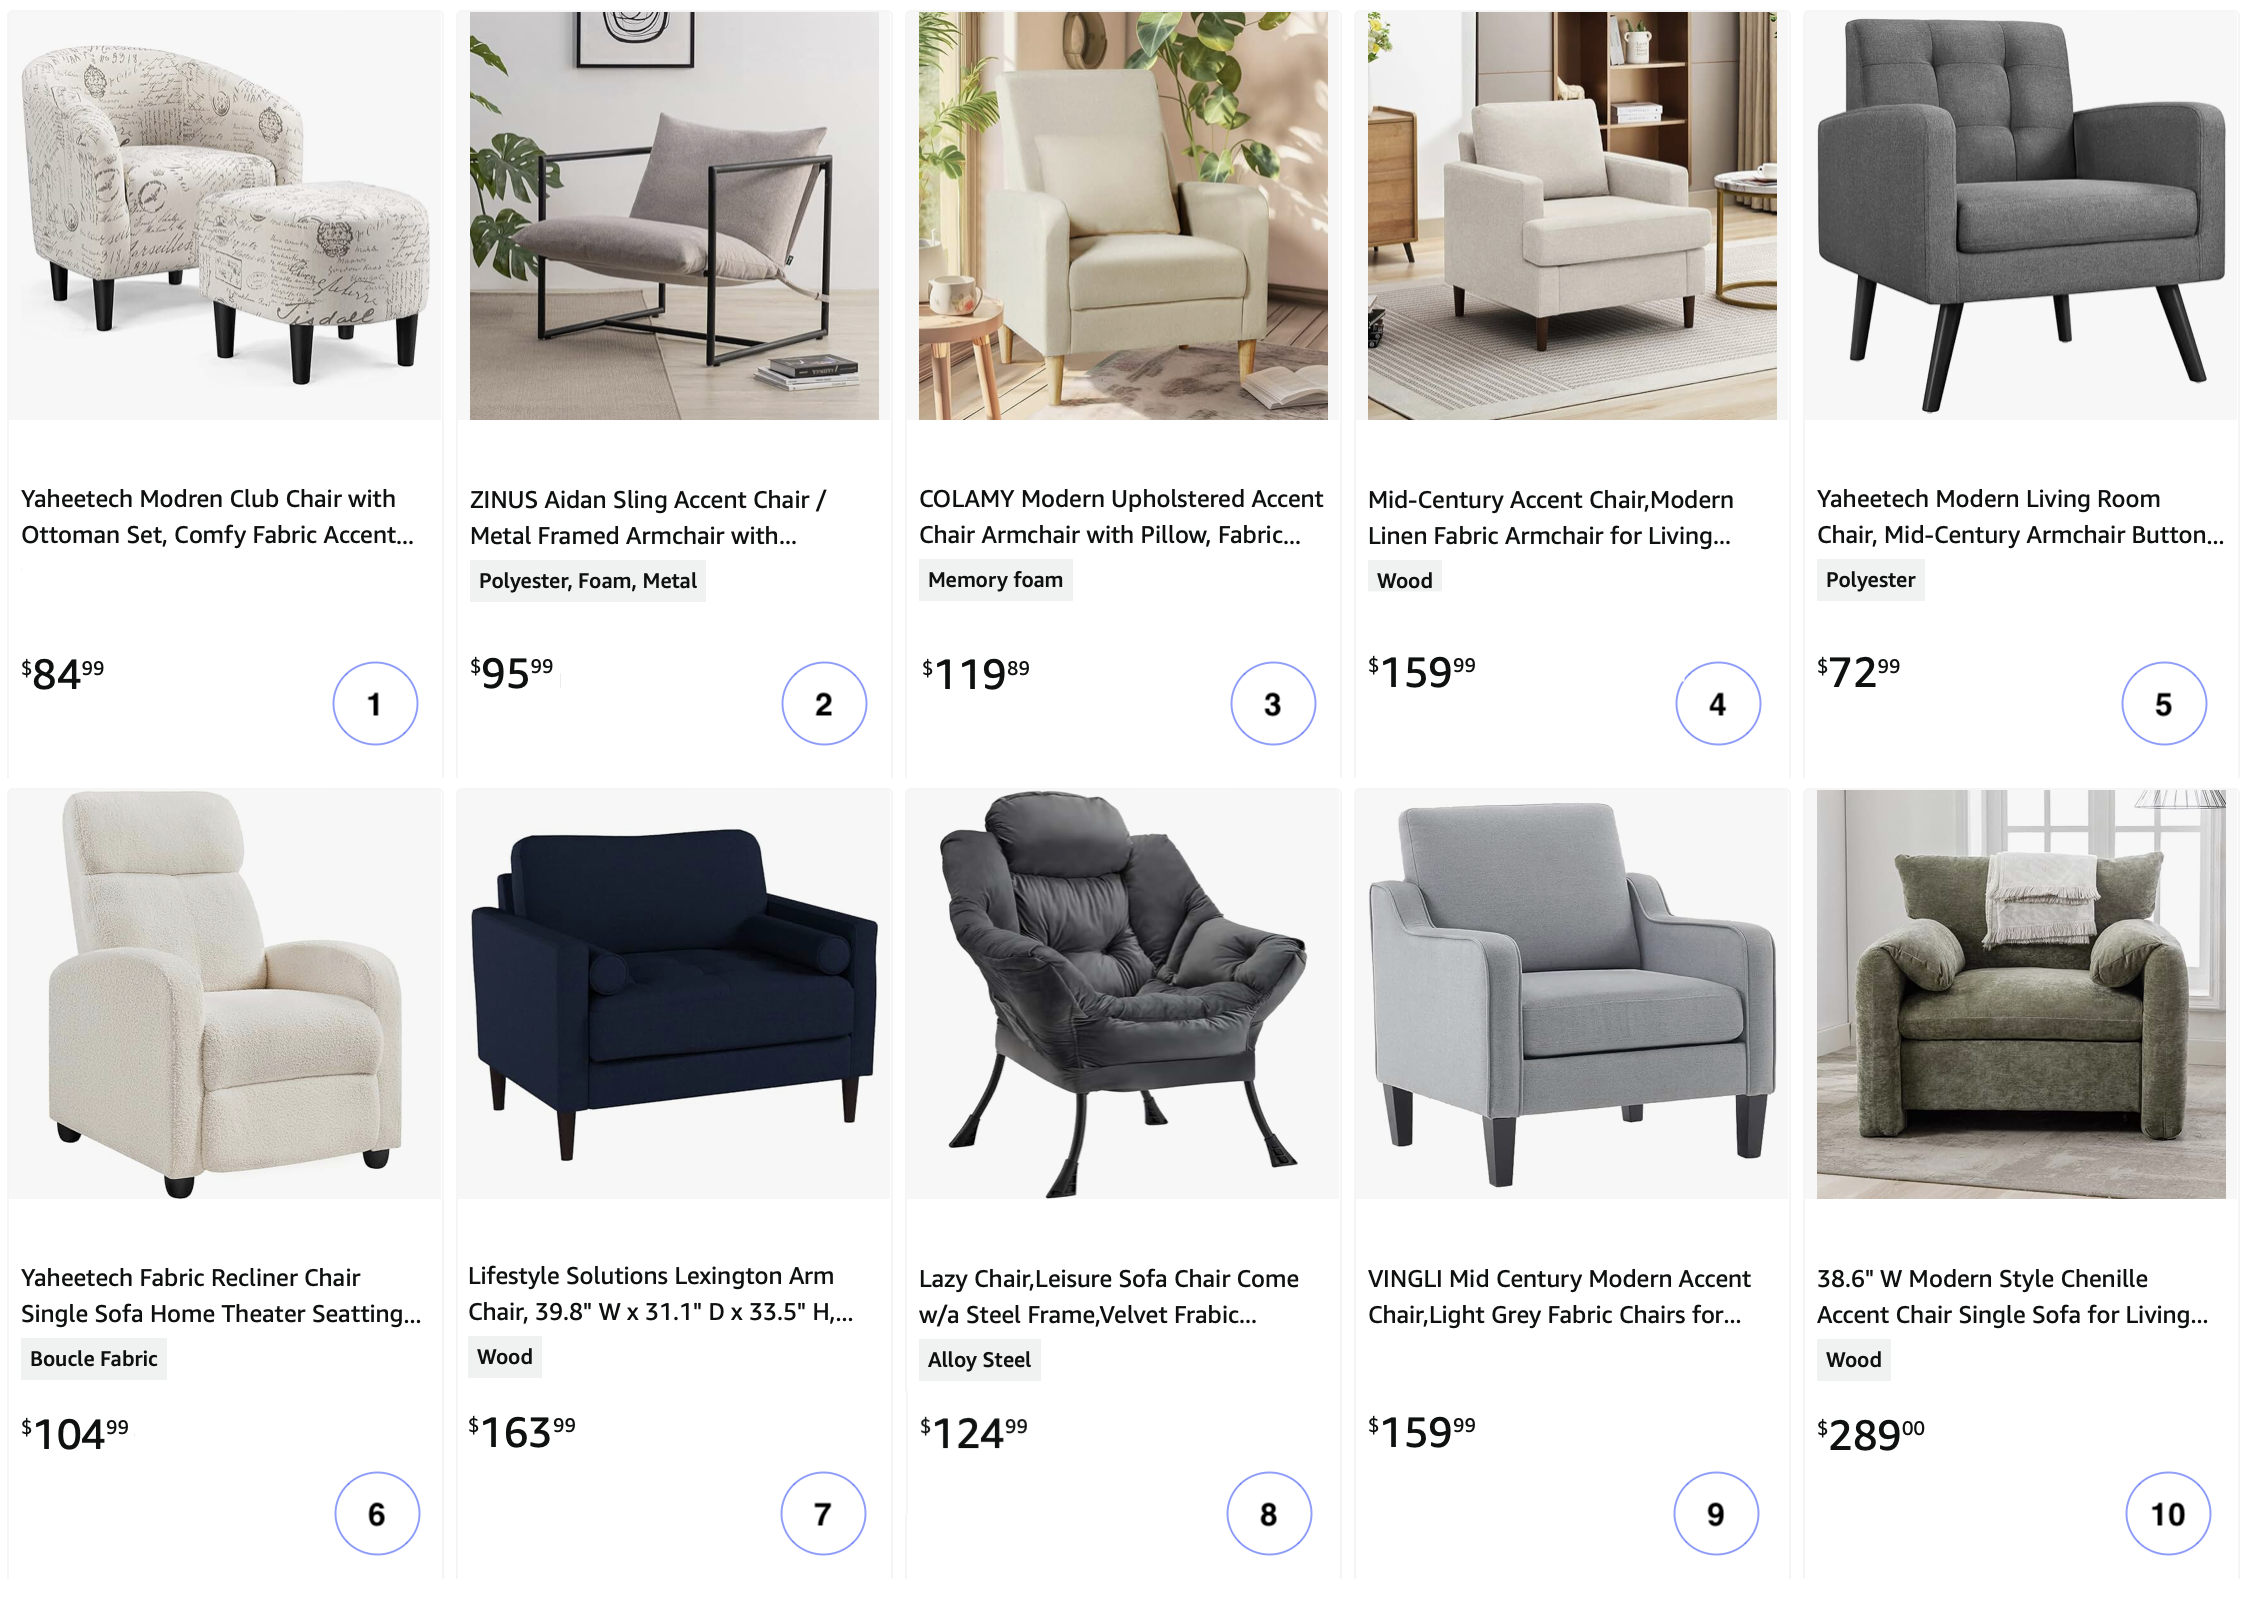 Yaheetech Modren Club Chair with
Ottoman Set, Comfy Fabric Accent...
$84.99
1
ZINUS Aidan Sling Accent Chair /
Metal Framed Armchair with...
Polyester, Foam, Metal
$95.99
2
COLAMY Modern Upholstered Accent
Chair Armchair with Pillow, Fabric...
Memory foam
$119.89
3
Mid-Century Accent Chair,Modern
Linen Fabric Armchair for Living...
Wood
$159.99
4
Yaheetech Modern Living Room
Chair, Mid-Century Armchair Button...
Polyester
$72.99
5
Yaheetech Fabric Recliner Chair
Single Sofa Home Theater Seatting...
Boucle Fabric
$104.99
6
Lifestyle Solutions Lexington Arm
Chair, 39.8" W x 31.1" D x 33.5" H,...
Wood
$163.99
7
Lazy Chair,Leisure Sofa Chair Come
w/a Steel Frame,Velvet Frabic...
Alloy Steel
$124.99
8
VINGLI Mid Century Modern Accent
Chair,Light Grey Fabric Chairs for...
$159.99
9
38.6" W Modern Style Chenille
Accent Chair Single Sofa for Living...
Wood
$289.00
10